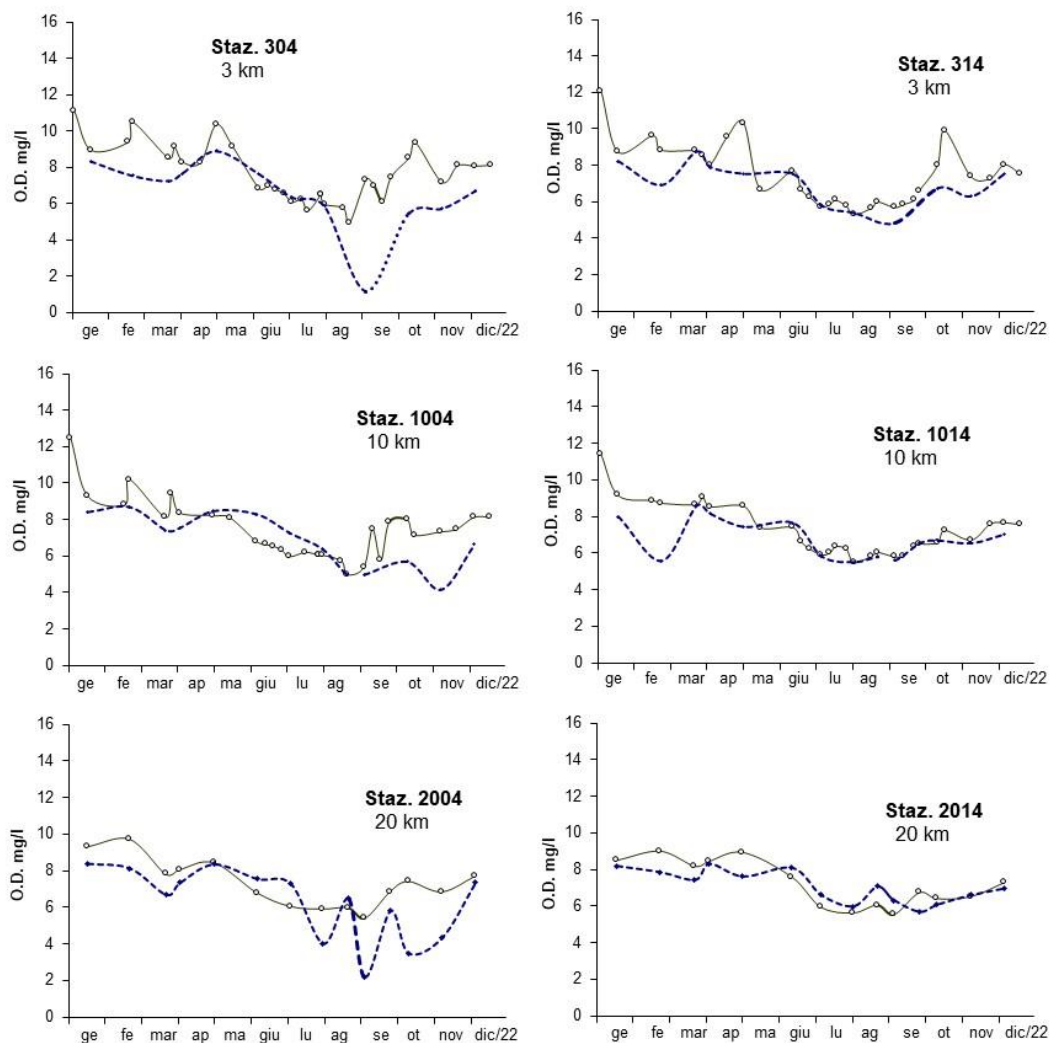 16
14
12
10
8
6
4
2
0
O.D. mg/l
Staz. 304
3 km
ge fe mar ap ma giu lu ag se ot nov dic/22
16
14
12
10
8
6
4
2
0
O.D. mg/l
Staz. 314
3 km
ge fe mar ap ma giu lu ag se ot nov dic/22
16
14
12
10
8
6
4
2
0
O.D. mg/l
Staz. 1004
10 km
ge fe mar ap ma giu lu ag se ot nov dic/22
16
14
12
10
8
6
4
2
0
O.D. mg/l
Staz. 1014
10 km
ge fe mar ap ma giu lu ag se ot nov dic/22
16
14
12
10
8
6
4
2
0
O.D. mg/l
Staz. 2004
20 km
ge fe mar ap ma giu lu ag se ot nov dic/22
16
14
12
10
8
6
4
2
0
O.D. mg/l
Staz. 2014
20 km
ge fe mar ap ma giu lu ag se ot nov dic/22